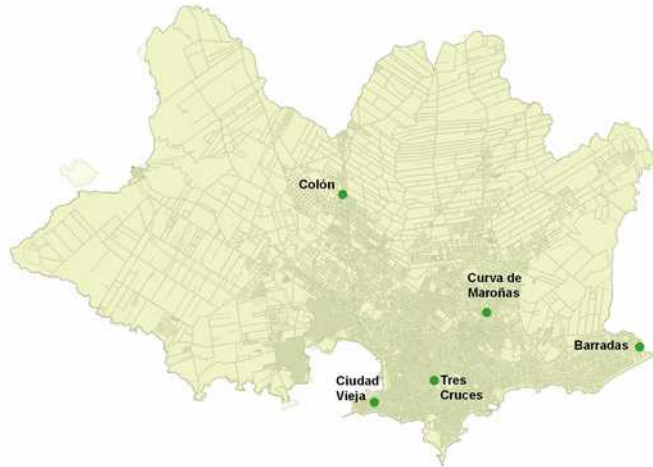 Colón
Curva de
Maroñas
Barradas
Ciudad
Vieja
Tres
Cruces